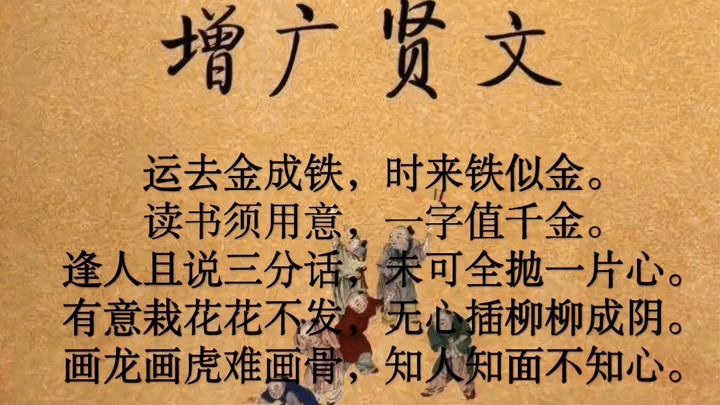 增广贤文
运去金成铁，时来铁似金。
读书须用意，一字值千金。
逢人且说三分话，未可全抛一片心。
有意栽花花不发，无心插柳柳成阴。
画龙画虎难画骨，知人知面不知心。